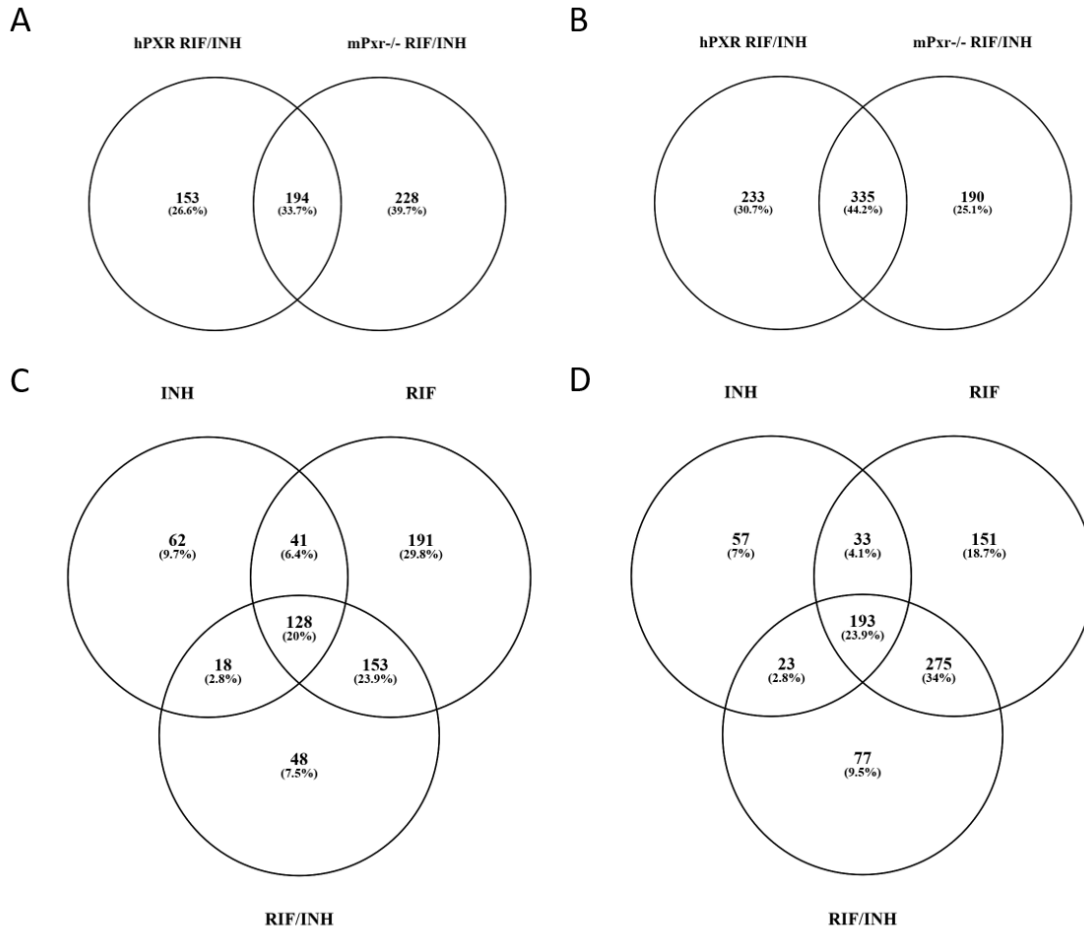 A
hPXR RIF/INH
mPxr-/- RIF/INH
153
(26.6%)
194
(33.7%)
228
(39.7%)
B
hPXR RIF/INH
mPxr-/- RIF/INH
233
(30.7%)
335
(44.2%)
190
(25.1%)
C
INH
RIF
62
(9.7%)
41
(6.4%)
191
(29.8%)
128
(20%)
18
(2.8%)
153
(23.9%)
48
(7.5%)
RIF/INH
D
INH
RIF
57
(7%)
33
(4.1%)
151
(18.7%)
193
(23.9%)
23
(2.8%)
275
(34%)
77
(9.5%)
RIF/INH